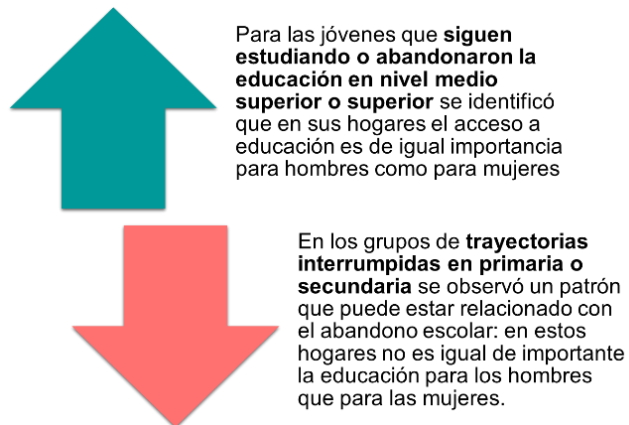 Para las jóvenes que siguen
estudiando o abandonaron la
educación en nivel medio
superior o superior se identificó
que en sus hogares el acceso a
educación es de igual importancia
para hombres como para mujeres
En los grupos de trayectorias
interrumpidas en primaria o
secundaria se observó un patrón
que puede estar relacionado con
el abandono escolar: en estos
hogares no es igual de importante
la educación para los hombres
que para las mujeres.